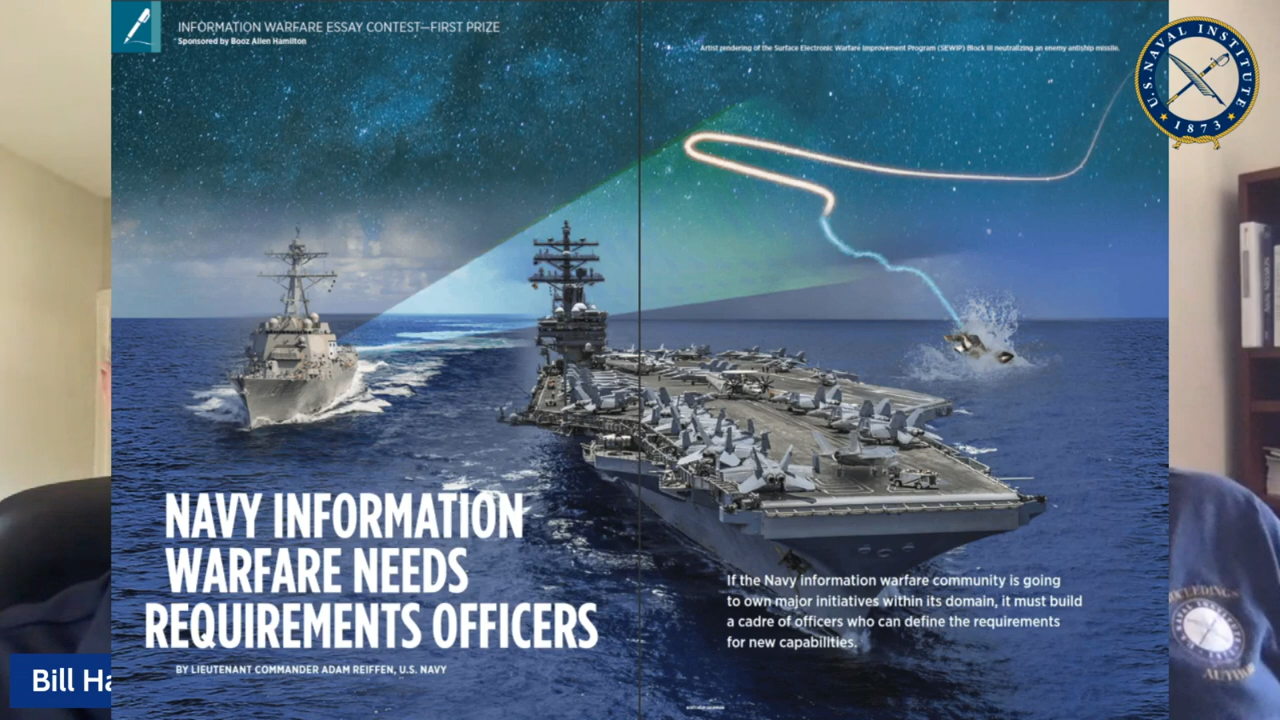 INFORMATION WARFARE ESSAY CONTEST—FIRST PRIZE
Sponsored by Booz Allen Hamilton
Artist rendering of the Surface Electronic Warfare Improvement Program (SEWIP) Block III neutralizing an enemy antiship missile.
U.S. NAVAL INSTITUTE
1873
NAVY INFORMATION
WARFARE NEEDS
REQUIREMENTS OFFICERS
BY LIEUTENANT COMMANDER ADAM REIFFEN, U.S. NAVY
If the Navy information warfare community is going
to own major initiatives within its domain, it must build
a cadre of officers who can define the requirements
for new capabilities.
Bill Ha